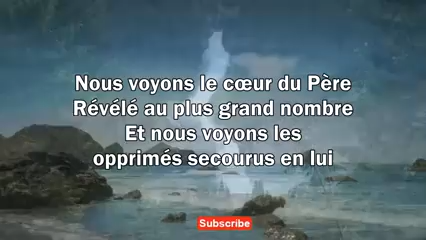 Nous voyons le cœur du Père
Révélé au plus grand nombre
Et nous voyons les
opprimés secourus en lui
Subscribe